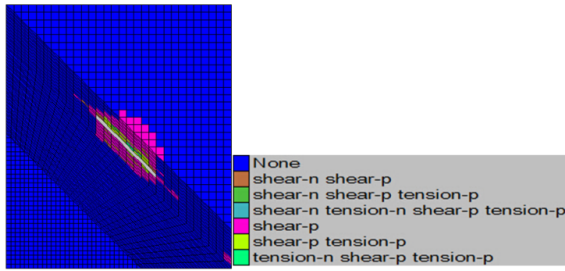 None
shear-n shear-p
shear-n shear-p tension-p
shear-n tension-n shear-p tension-p
shear-p
shear-p tension-p
tension-n shear-p tension-p